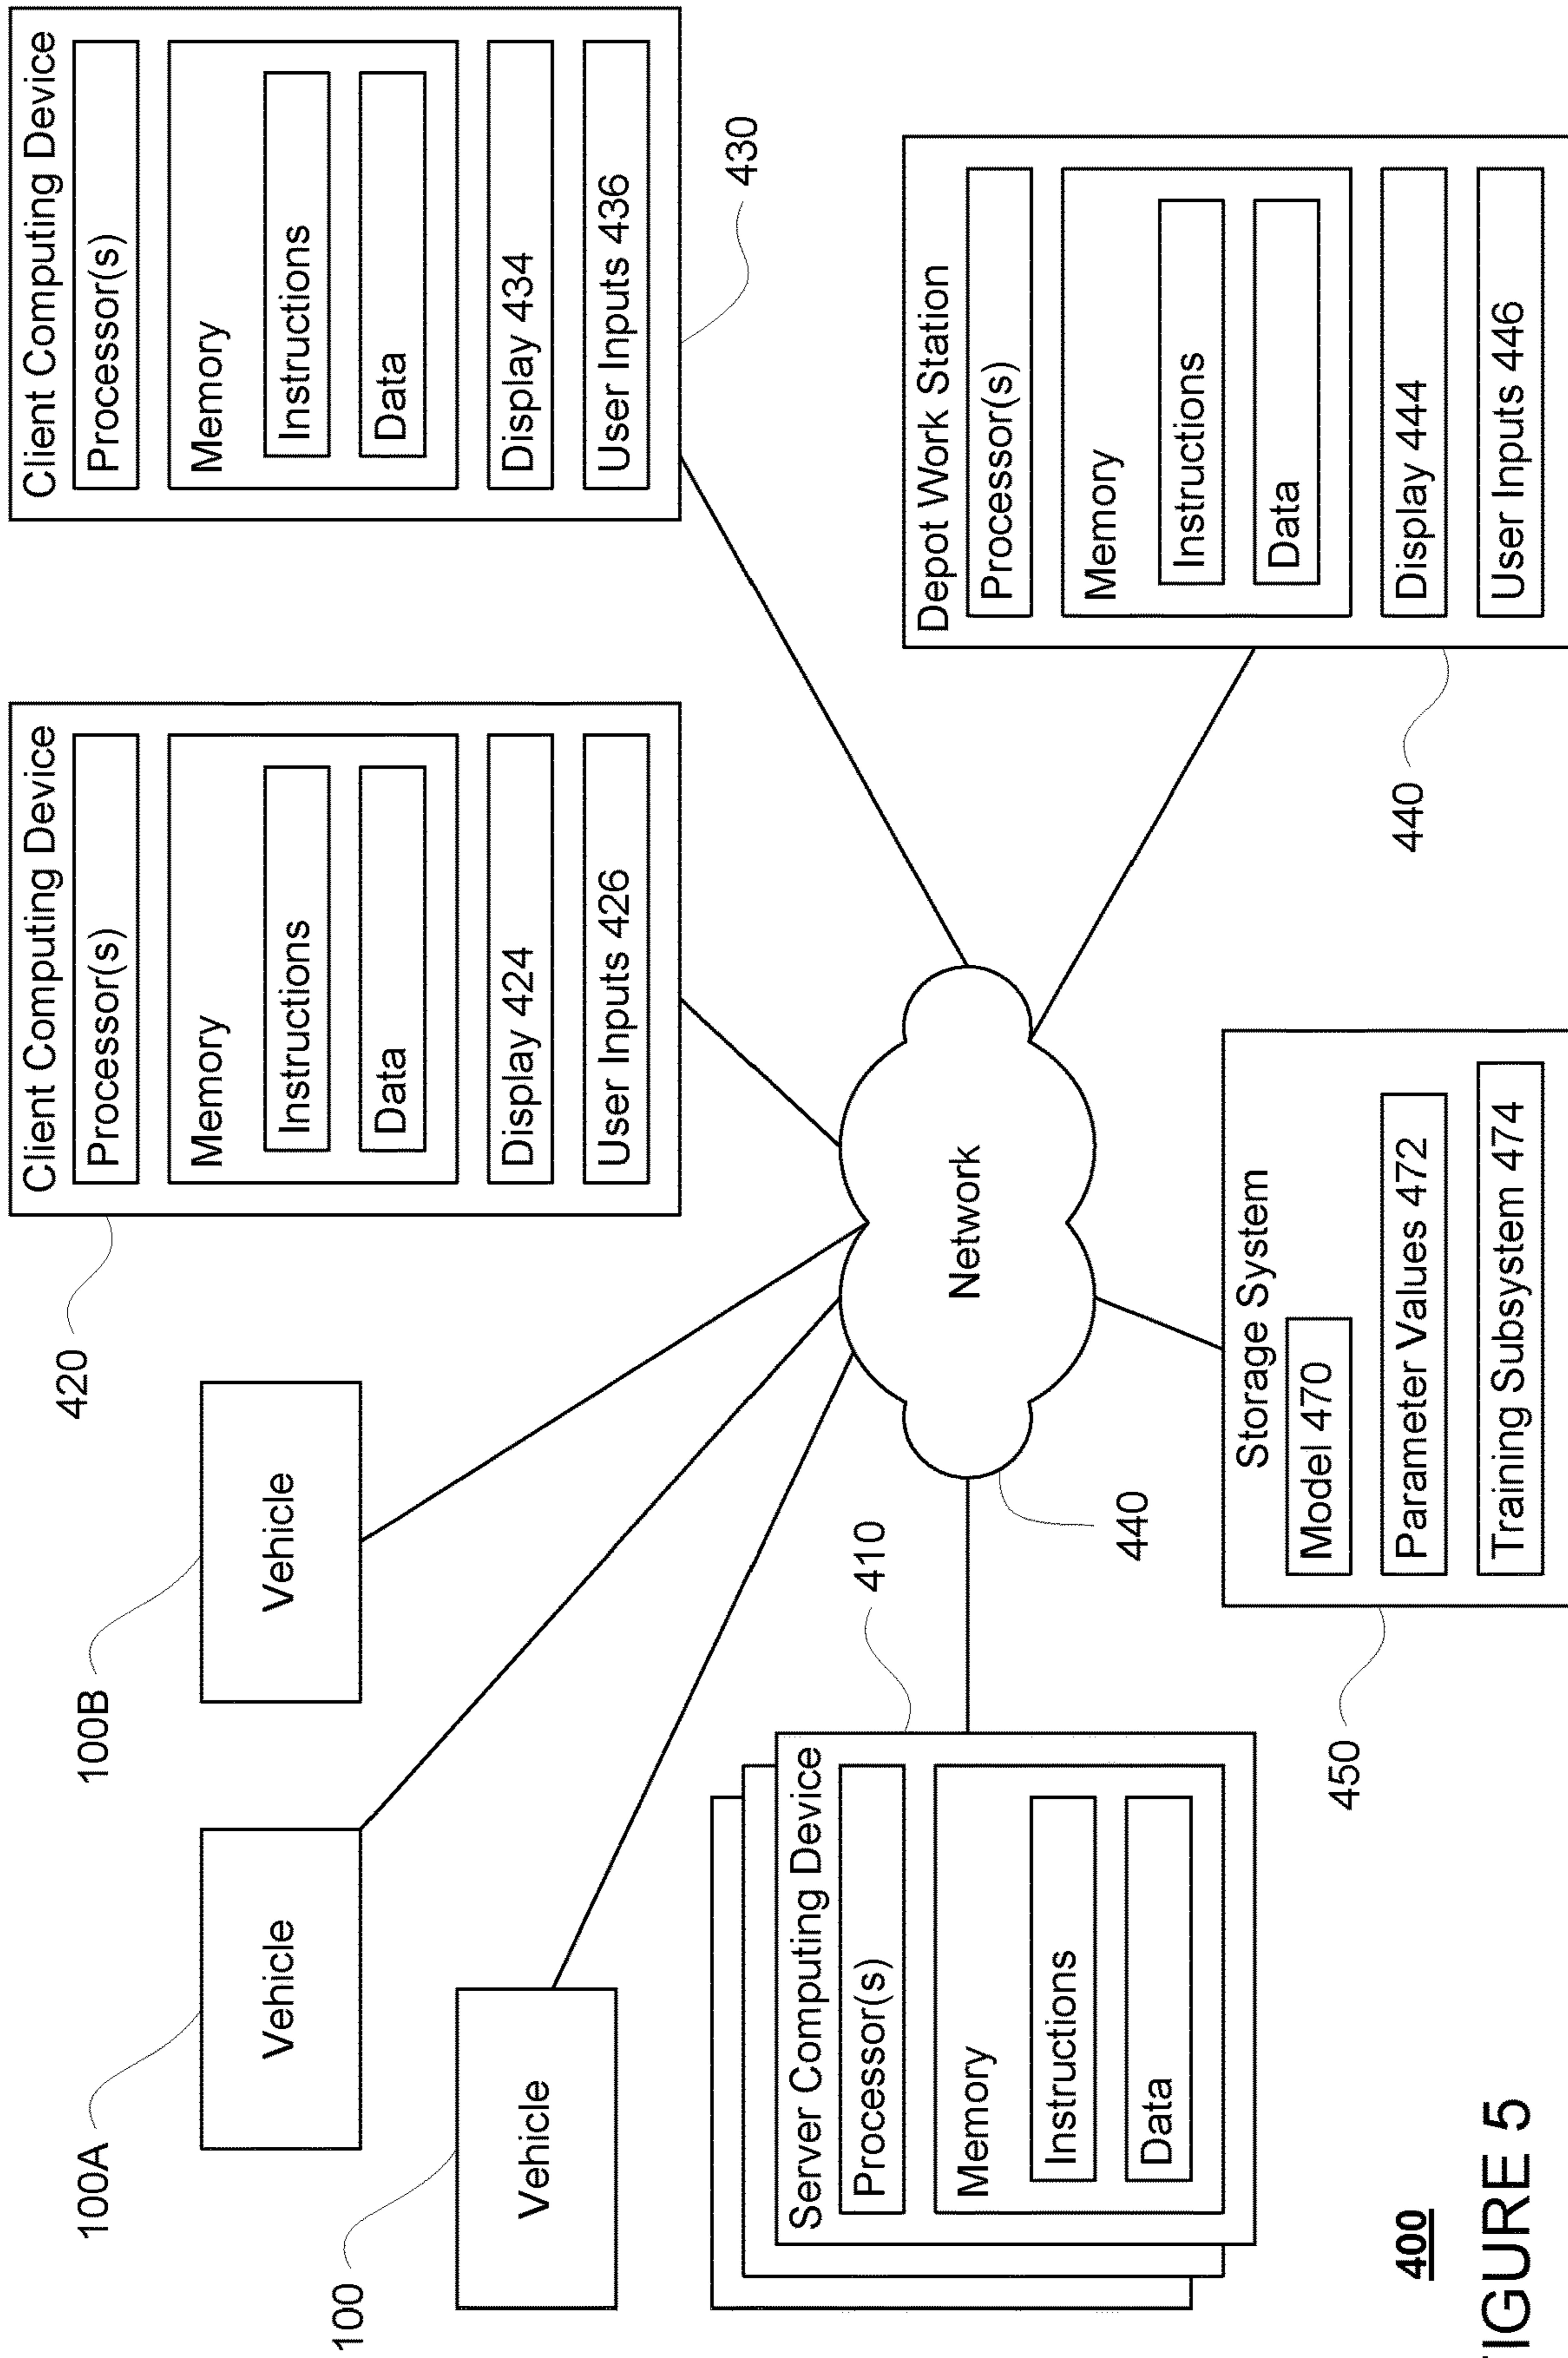 100A
Vehicle
100B
Vehicle
100
Vehicle
420
Client Computing Device
Processor(s)
Memory
Instructions
Data
Display 424
User Inputs 426
Client Computing Device
Processor(s)
Memory
Instructions
Data
Display 434
User Inputs 436
430
Server Computing Device
Processor(s)
Memory
Instructions
Data
410
Network
440
Storage System
Model 470
Parameter Values 472
Training Subsystem 474
450
Depot Work Station
Processor(s)
Memory
Instructions
Data
Display 444
User Inputs 446
440
400
IGURE 5